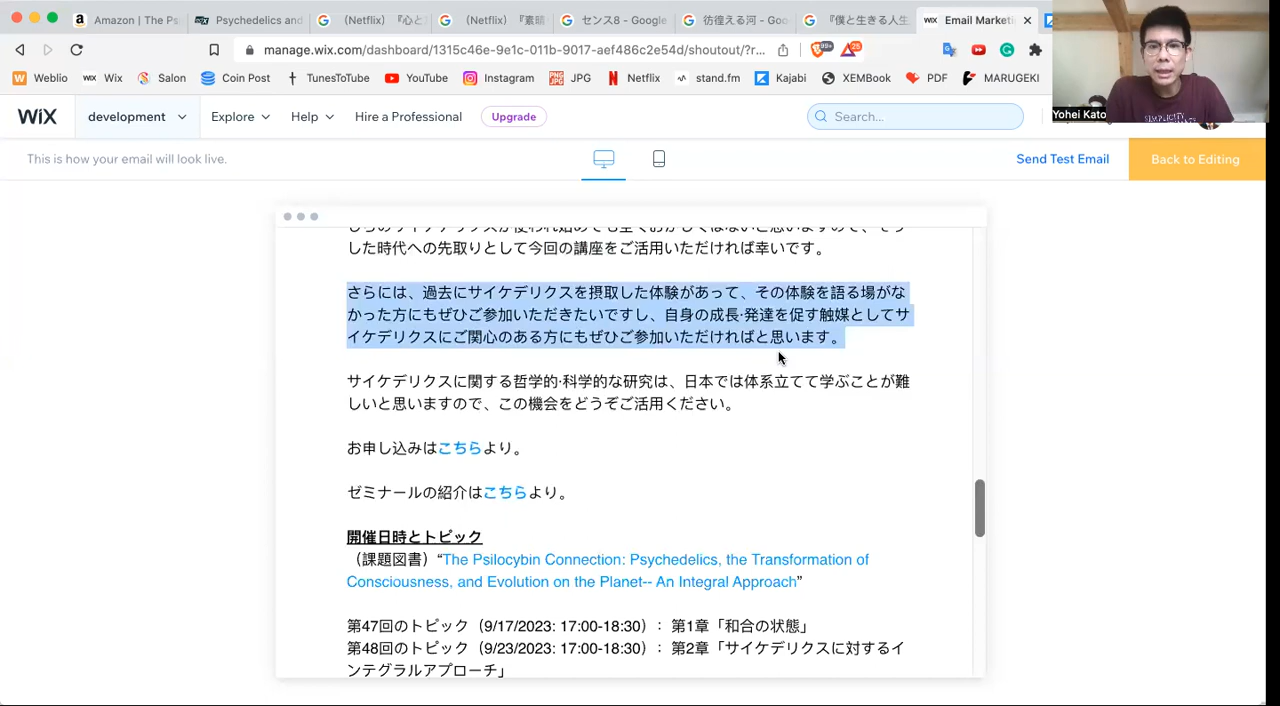 Amazon | The Ps
Psychedelics and
（Netflix）『心と
（Netflix）『素晴
センス8 - Google
彷徨える河 - Goo
『僕と生きる人生
WiX Email Marketi
manage.wix.com/dashboard/1315c46e-9e1c-011b-9017-aef486c2e54d/shoutout/?r...
99+
25
Weblio
WiX Wix
Salon
Coin Post
TunesToTube
YouTube
Instagram
JPG
Netflix
stand.fm
Kajabi
XEMBook
PDF
MARUGEKI
Yohei Kato
WiX
development
Explore
Help
Hire a Professional
Upgrade
Search...
This is how your email will look live.
Send Test Email
Back to Editing
した時代への先取りとして今回の講座をご活用いただければ幸いです。
さらには、過去にサイケデリクスを摂取した体験があって、その体験を語る場がな
かった方にもぜひご参加いただきたいですし、自身の成長·発達を促す触媒としてサ
イケデリクスにご関心のある方にもぜひご参加いただければと思います。
サイケデリクスに関する哲学的·科学的な研究は、日本では体系立てて学ぶことが難
しいと思いますので、この機会をどうぞご活用ください。
お申し込みはこちらより。
ゼミナールの紹介はこちらより。
開催日時とトピック
（課題図書）“The Psilocybin Connection: Psychedelics, the Transformation of
Consciousness, and Evolution on the Planet-- An Integral Approach”
第47回のトピック（9/17/2023: 17:00-18:30）：第1章「和合の状態」
第48回のトピック（9/23/2023: 17:00-18:30）：第2章「サイケデリクスに対するイ
ンテグラルアプローチ」